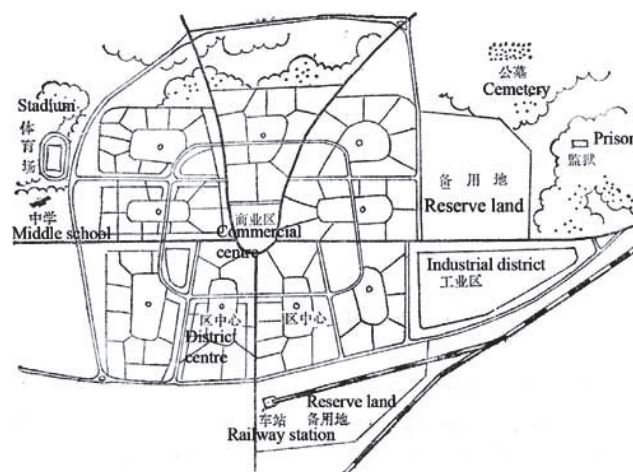 公墓
Cemetery
Stadium
体
育
场
Prison
监狱
备用地
Reserve land
中学
Middle school
商业区
Commercial
centre
Industrial district
工业区
区中心
区中心
District
centre
Reserve land
车站
备用地
Railway station